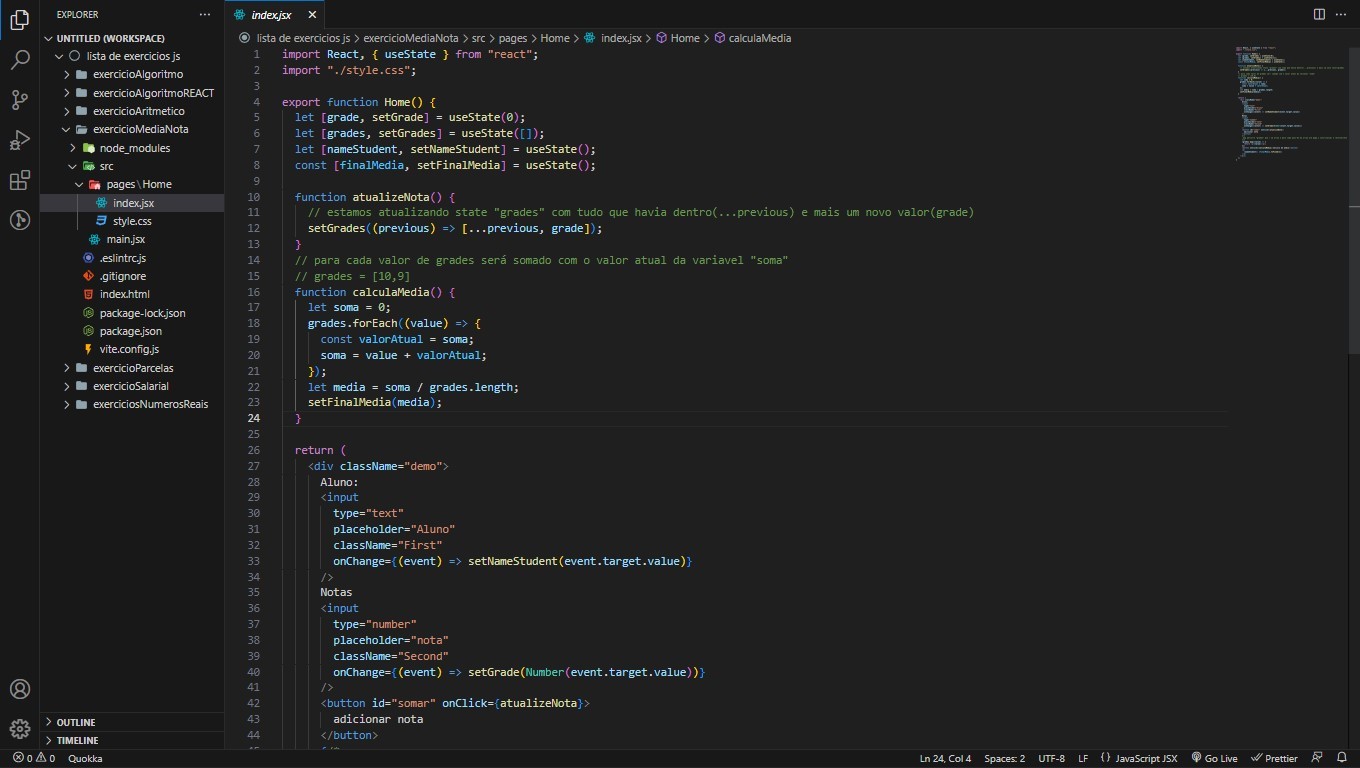 EXPLORER
UNTITLED (WORKSPACE)
lista de exercicios js
exercicioAlgoritmo
exercicioAlgoritmoREACT
exercicioAritmetico
exercicioMediaNota
node_modules
src
pages\Home
index.jsx
style.css
main.jsx
.eslintrc.js
.gitignore
index.html
package-lock.json
package.json
vite.config.js
exercicioParcelas
exercicioSalarial
exerciciosNumerosReais
OUTLINE
TIMELINE
index.jsx
lista de exercicios js > exercicioMediaNota > src > pages > Home > index.jsx > Home > calculaMedia
1 import React, { useState } from "react";
2 import "./style.css";
3
4 export function Home() {
5 let [grade, setGrade] = useState(0);
6 let [grades, setGrades] = useState([]);
7 let [nameStudent, setNameStudent] = useState();
8 const [finalMedia, setFinalMedia] = useState();
9
10 function atualizeNota() {
11 // estamos atualizando state "grades" com tudo que havia dentro(...previous) e mais um novo valor(grade)
12 setGrades((previous) => [...previous, grade]);
13 }
14 // para cada valor de grades será somado com o valor atual da variavel "soma"
15 // grades = [10,9]
16 function calculaMedia() {
17 let soma = 0;
18 grades.forEach((value) => {
19 const valorAtual = soma;
20 soma = value + valorAtual;
21 });
22 let media = soma / grades.length;
23 setFinalMedia(media);
24 }
25
26 return (
27 <div className="demo">
28 Aluno:
29 <input
30 type="text"
31 placeholder="Aluno"
32 className="First"
33 onChange={(event) => setNameStudent(event.target.value)}
34 />
35 Notas
36 <input
37 type="number"
38 placeholder="nota"
39 className="Second"
40 onChange={(event) => setGrade(Number(event.target.value))}
41 />
42 <button id="somar" onClick={atualizeNota}>
43 adicionar nota
44 </button>
0 0 Quokka
Ln 24, Col 4 Spaces: 2 UTF-8 LF {} JavaScript JSX Go Live Prettier